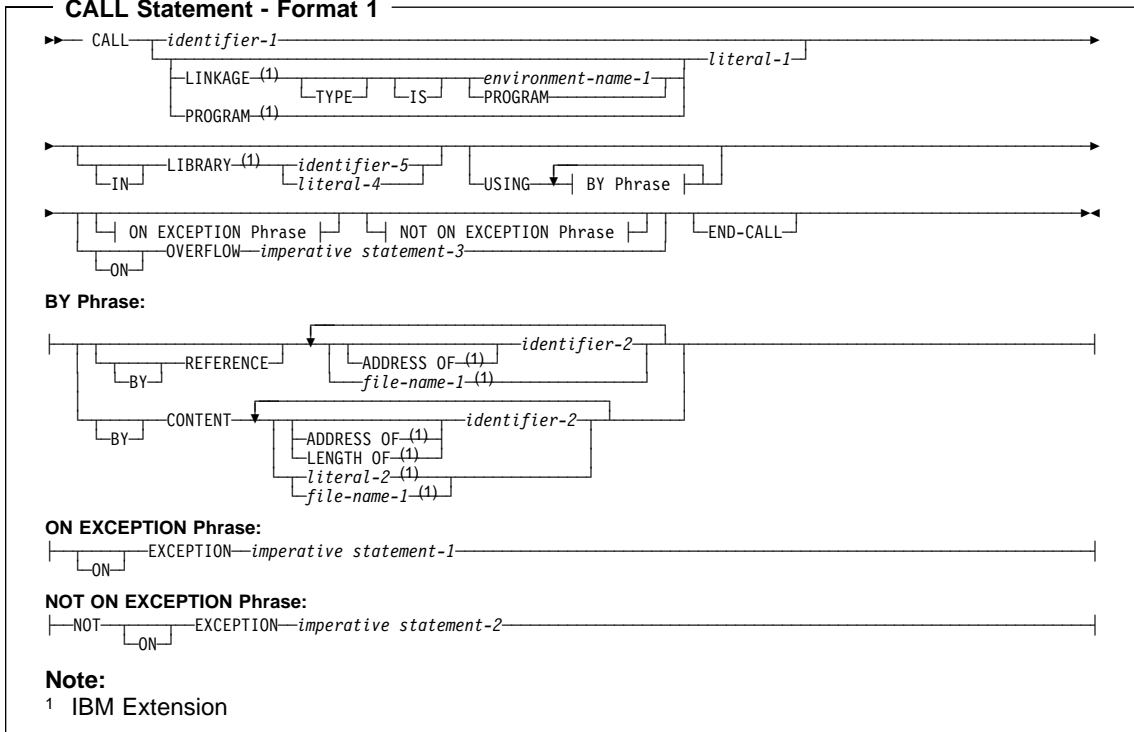 CALL Statement - Format 1
CALL identifier-1
literal-1
LINKAGE (1) environment-name-1
TYPE IS PROGRAM
PROGRAM (1)
LIBRARY (1) identifier-5
IN literal-4 USING BY Phrase
ON EXCEPTION Phrase NOT ON EXCEPTION Phrase END-CALL
OVERFLOW imperative statement-3
ON
BY Phrase:
REFERENCE identifier-2
BY ADDRESS OF (1)
file-name-1 (1)
CONTENT identifier-2
BY ADDRESS OF (1)
LENGTH OF (1)
literal-2 (1)
file-name-1 (1)
ON EXCEPTION Phrase:
EXCEPTION imperative statement-1
ON
NOT ON EXCEPTION Phrase:
NOT EXCEPTION imperative statement-2
ON
Note:
1 IBM Extension